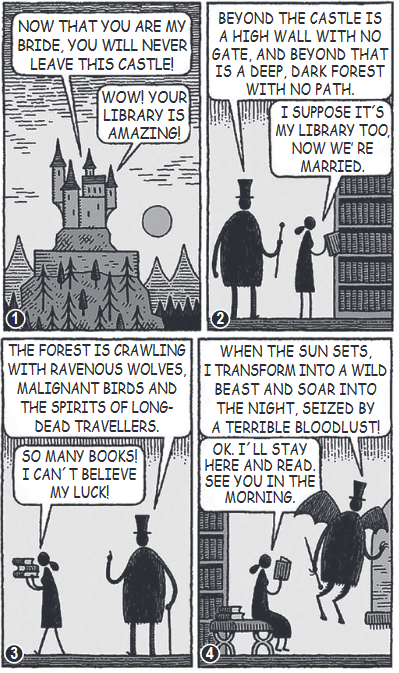 NOW THAT YOU ARE MY
BRIDE, YOU WILL NEVER
LEAVE THIS CASTLE!
WOW! YOUR
LIBRARY IS
AMAZING!
1
BEYOND THE CASTLE IS
A HIGH WALL WITH NO
GATE, AND BEYOND THAT
IS A DEEP, DARK FOREST
WITH NO PATH.
I SUPPOSE IT´S
MY LIBRARY TOO,
NOW WE´RE
MARRIED.
2
THE FOREST IS CRAWLING
WITH RAVENOUS WOLVES,
MALIGNANT BIRDS AND
THE SPIRITS OF LONG-
DEAD TRAVELLERS.
SO MANY BOOKS!
I CAN´T BELIEVE
MY LUCK!
3
WHEN THE SUN SETS,
I TRANSFORM INTO A WILD
BEAST AND SOAR INTO
THE NIGHT, SEIZED BY
A TERRIBLE BLOODLUST!
OK. I´LL STAY
HERE AND READ.
SEE YOU IN THE
MORNING.
4